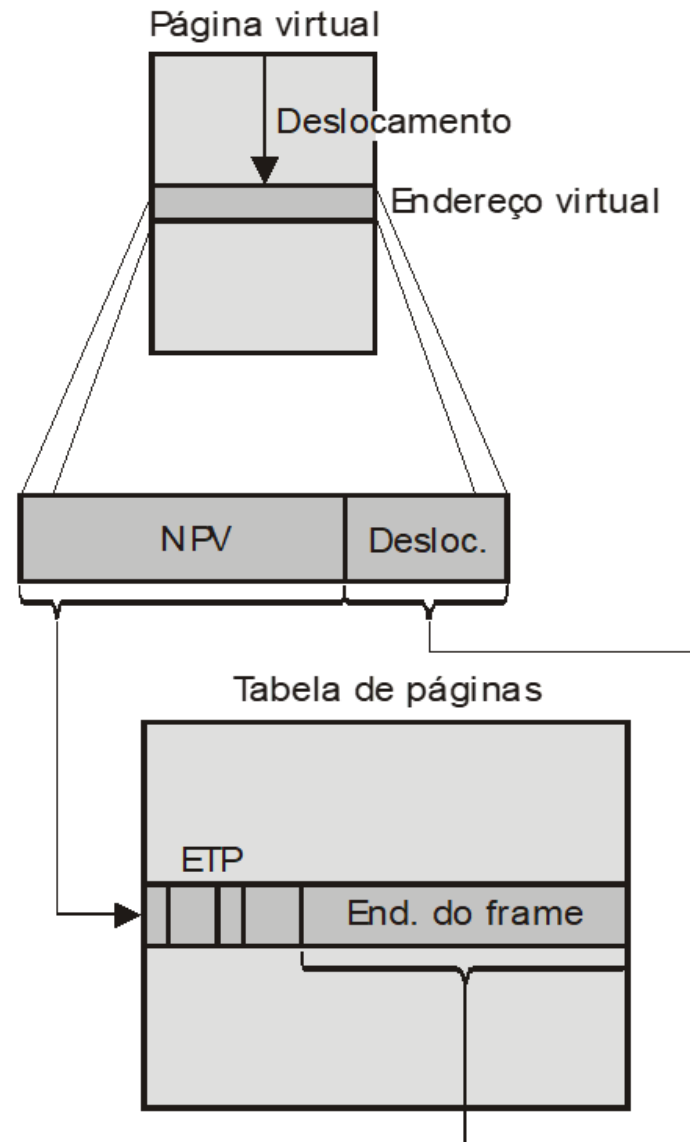 Página virtual
Deslocamento
Endereço virtual
NPV
Desloc.
Tabela de páginas
ETP
End. do frame